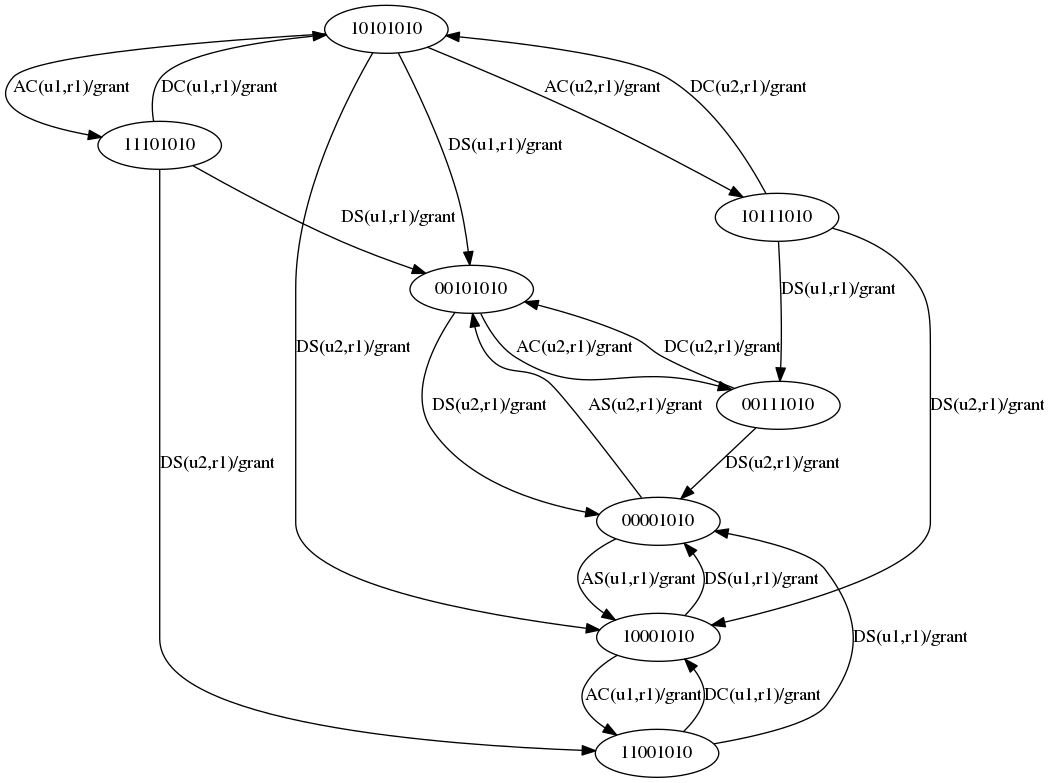 10101010
AC(u1,r1)/grant
DC(u1,r1)/grant
AC(u2,r1)/grant
DC(u2,r1)/grant
11101010
DS(u1,r1)/grant
DS(u1,r1)/grant
10111010
00101010
DS(u1,r1)/grant
DS(u2,r1)/grant
AC(u2,r1)/grant
DC(u2,r1)/grant
DS(u2,r1)/grant
AS(u2,r1)/grant
00111010
DS(u2,r1)/grant
DS(u2,r1)/grant
DS(u2,r1)/grant
00001010
AS(u1,r1)/grant
DS(u1,r1)/grant
10001010
DS(u1,r1)/grant
AC(u1,r1)/grant
DC(u1,r1)/grant
11001010